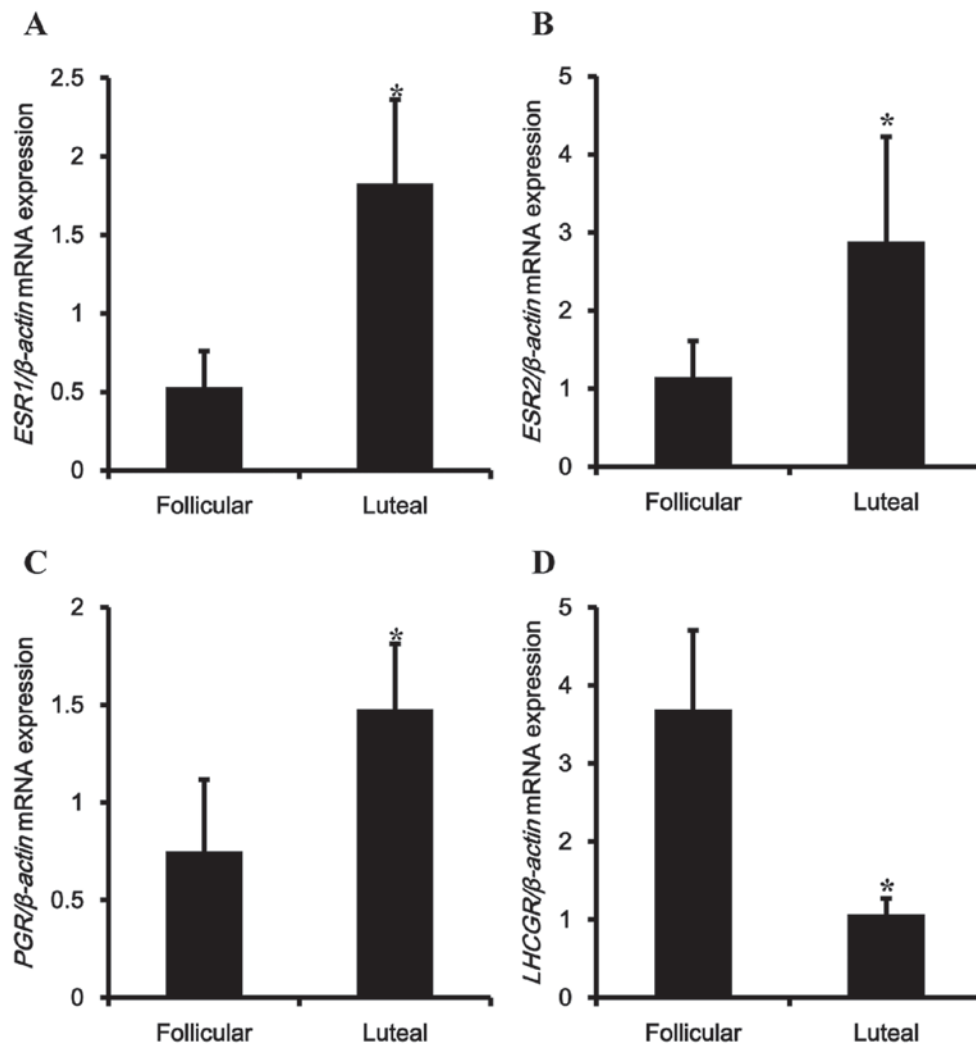 A
ESR1/β-actin mRNA expression
2.5
2
1.5
1
0.5
0
*
Follicular
Luteal
B
ESR2/β-actin mRNA expression
5
4
3
2
1
0
*
Follicular
Luteal
C
PGR/β-actin mRNA expression
2
1.5
1
0.5
0
*
Follicular
Luteal
D
LHCGR/β-actin mRNA expression
5
4
3
2
1
0
*
Follicular
Luteal